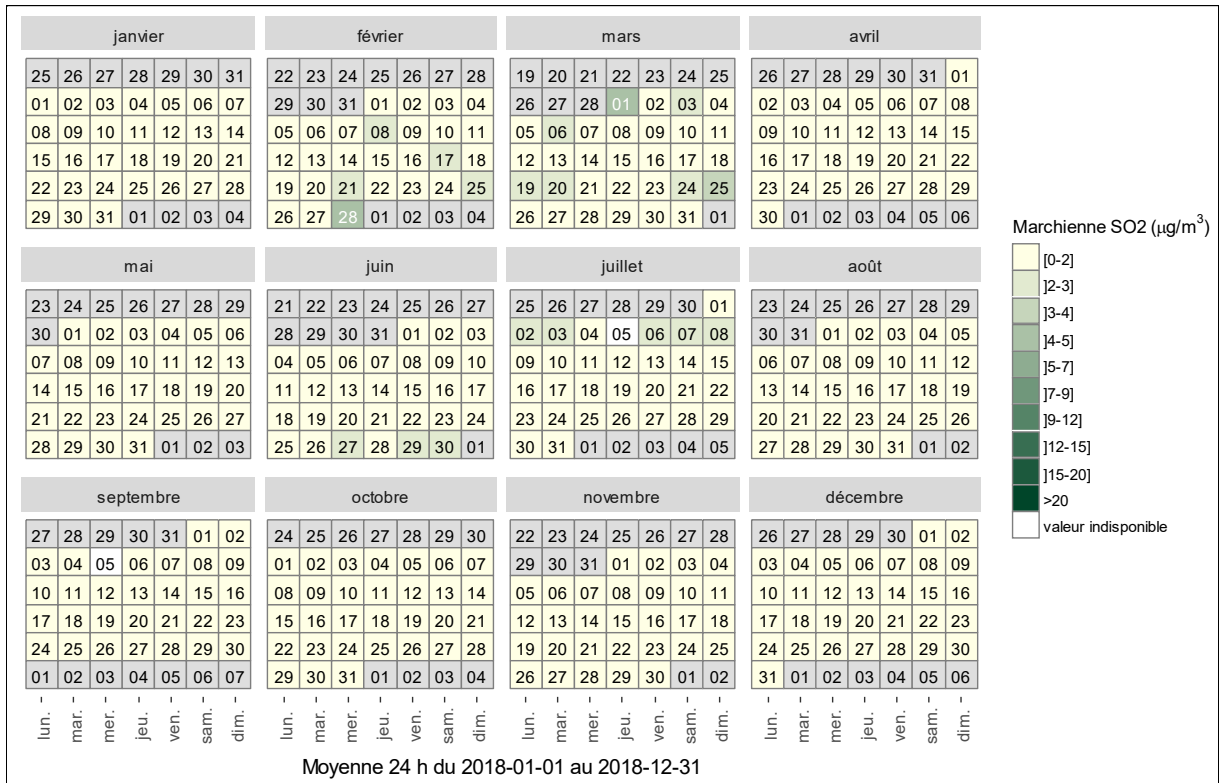 janvier février mars avril
25 26 27 28 29 30 31 22 23 24 25 26 27 28 19 20 21 22 23 24 25 26 27 28 29 30 31 01
01 02 03 04 05 06 07 29 30 31 01 02 03 04 26 27 28 01 02 03 04 02 03 04 05 06 07 08
08 09 10 11 12 13 14 05 06 07 08 09 10 11 05 06 07 08 09 10 11 09 10 11 12 13 14 15
15 16 17 18 19 20 21 12 13 14 15 16 17 18 12 13 14 15 16 17 18 16 17 18 19 20 21 22
22 23 24 25 26 27 28 19 20 21 22 23 24 25 19 20 21 22 23 24 25 23 24 25 26 27 28 29
29 30 31 01 02 03 04 26 27 28 01 02 03 04 26 27 28 29 30 31 01 30 01 02 03 04 05 06
mai juin juillet août
23 24 25 26 27 28 29 21 22 23 24 25 26 27 25 26 27 28 29 30 01 23 24 25 26 27 28 29
30 01 02 03 04 05 06 28 29 30 31 01 02 03 02 03 04 05 06 07 08 30 31 01 02 03 04 05
07 08 09 10 11 12 13 04 05 06 07 08 09 10 09 10 11 12 13 14 15 06 07 08 09 10 11 12
14 15 16 17 18 19 20 11 12 13 14 15 16 17 16 17 18 19 20 21 22 13 14 15 16 17 18 19
21 22 23 24 25 26 27 18 19 20 21 22 23 24 23 24 25 26 27 28 29 20 21 22 23 24 25 26
28 29 30 31 01 02 03 25 26 27 28 29 30 01 30 31 01 02 03 04 05 27 28 29 30 31 01 02
septembre octobre novembre décembre
27 28 29 30 31 01 02 24 25 26 27 28 29 30 22 23 24 25 26 27 28 26 27 28 29 30 01 02
03 04 05 06 07 08 09 01 02 03 04 05 06 07 29 30 31 01 02 03 04 03 04 05 06 07 08 09
10 11 12 13 14 15 16 08 09 10 11 12 13 14 05 06 07 08 09 10 11 10 11 12 13 14 15 16
17 18 19 20 21 22 23 15 16 17 18 19 20 21 12 13 14 15 16 17 18 17 18 19 20 21 22 23
24 25 26 27 28 29 30 22 23 24 25 26 27 28 19 20 21 22 23 24 25 24 25 26 27 28 29 30
01 02 03 04 05 06 07 29 30 31 01 02 03 04 26 27 28 29 30 01 02 31 01 02 03 04 05 06
lun. mar. mer. jeu. ven. sam. dim. lun. mar. mer. jeu. ven. sam. dim. lun. mar. mer. jeu. ven. sam. dim. lun. mar. mer. jeu. ven. sam. dim.
Moyenne 24 h du 2018-01-01 au 2018-12-31
Marchienne SO2 (μg/m³)
[0-2]
]2-3]
]3-4]
]4-5]
]5-7]
]7-9]
]9-12]
]12-15]
]15-20]
>20
valeur indisponible